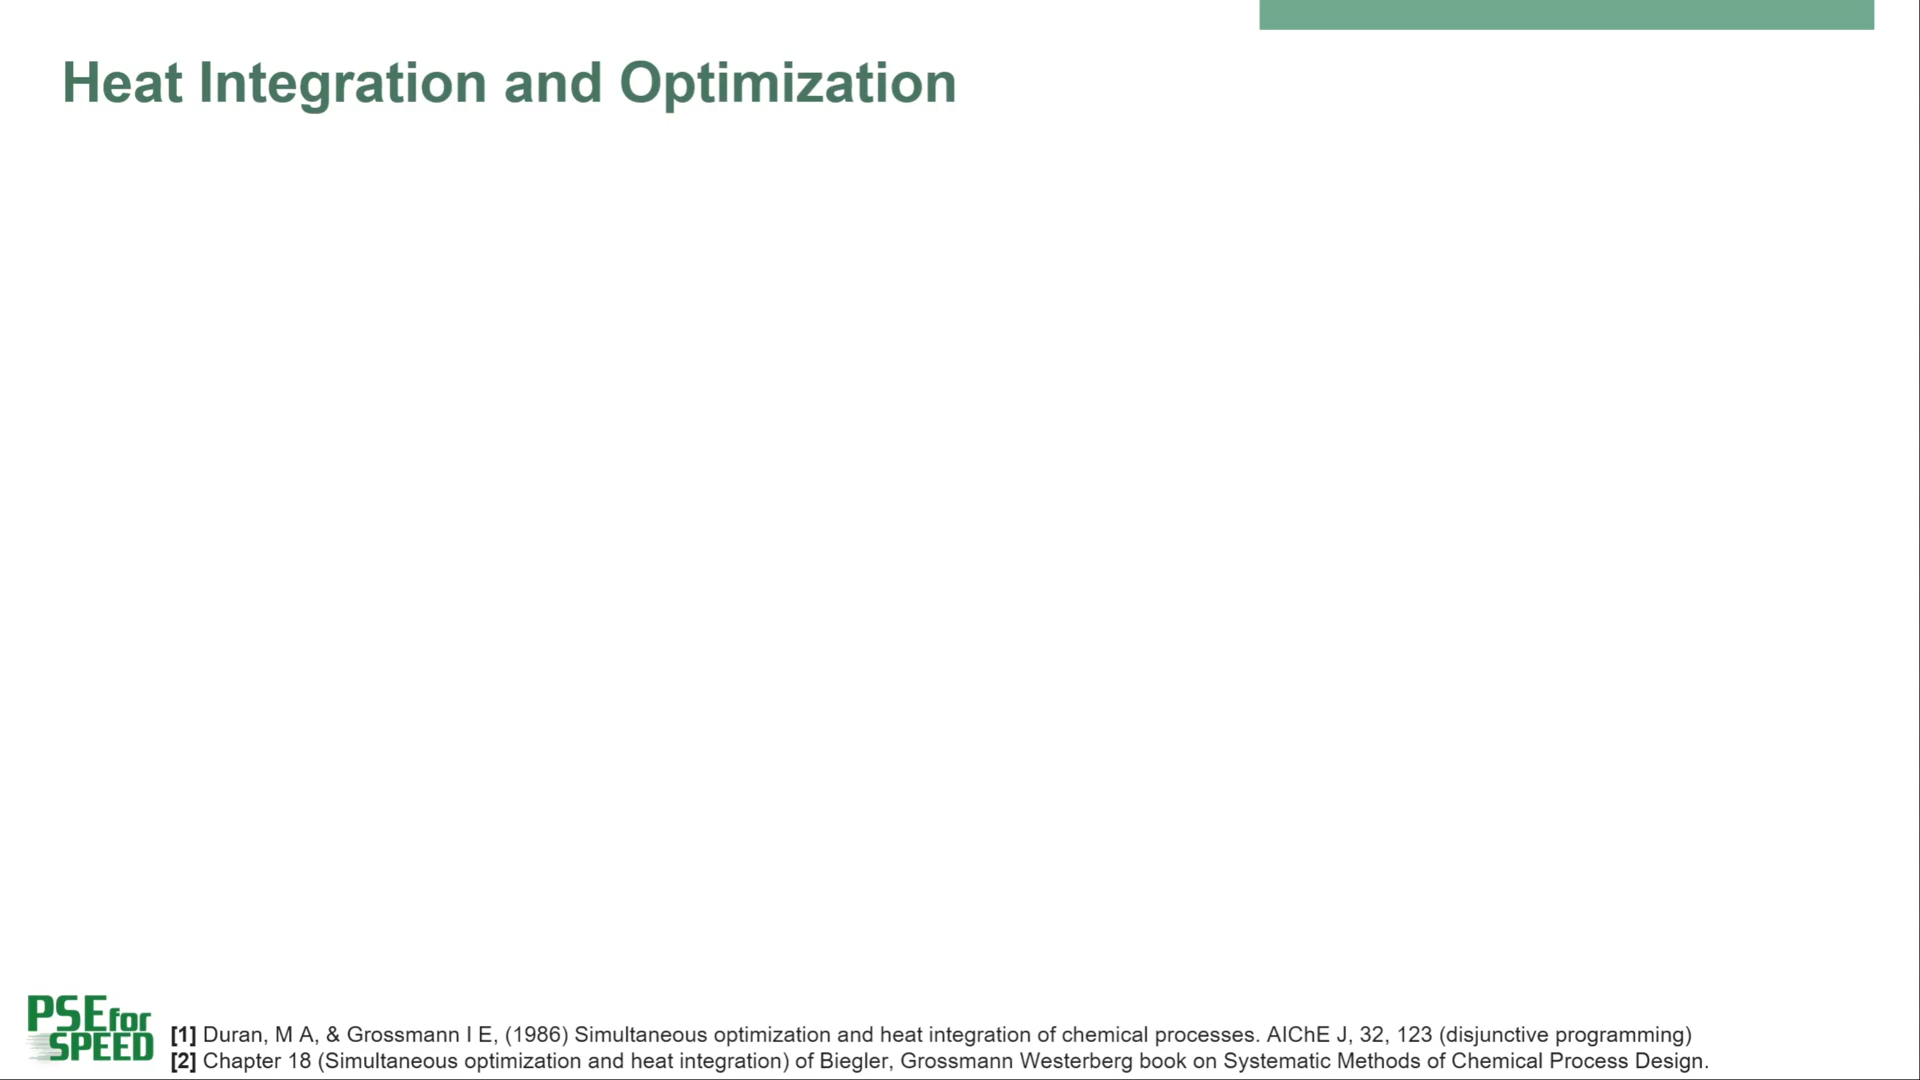 Heat Integration and Optimization
PSE for
SPEED
[1] Duran, M A, & Grossmann I E, (1986) Simultaneous optimization and heat integration of chemical processes. AIChE J, 32, 123 (disjunctive programming)
[2] Chapter 18 (Simultaneous optimization and heat integration) of Biegler, Grossmann Westerberg book on Systematic Methods of Chemical Process Design.